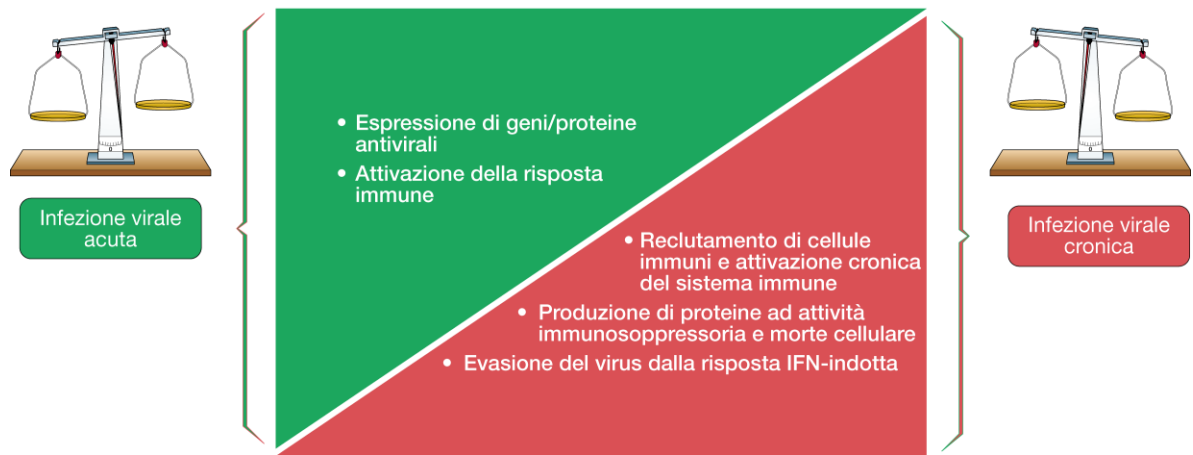 • Espressione di geni/proteine
antivirali
• Attivazione della risposta
immune
Infezione virale
acuta
• Reclutamento di cellule
immuni e attivazione cronica
del sistema immune
• Produzione di proteine ad attività
immunosoppressoria e morte cellulare
• Evasione del virus dalla risposta IFN-indotta
Infezione virale
cronica